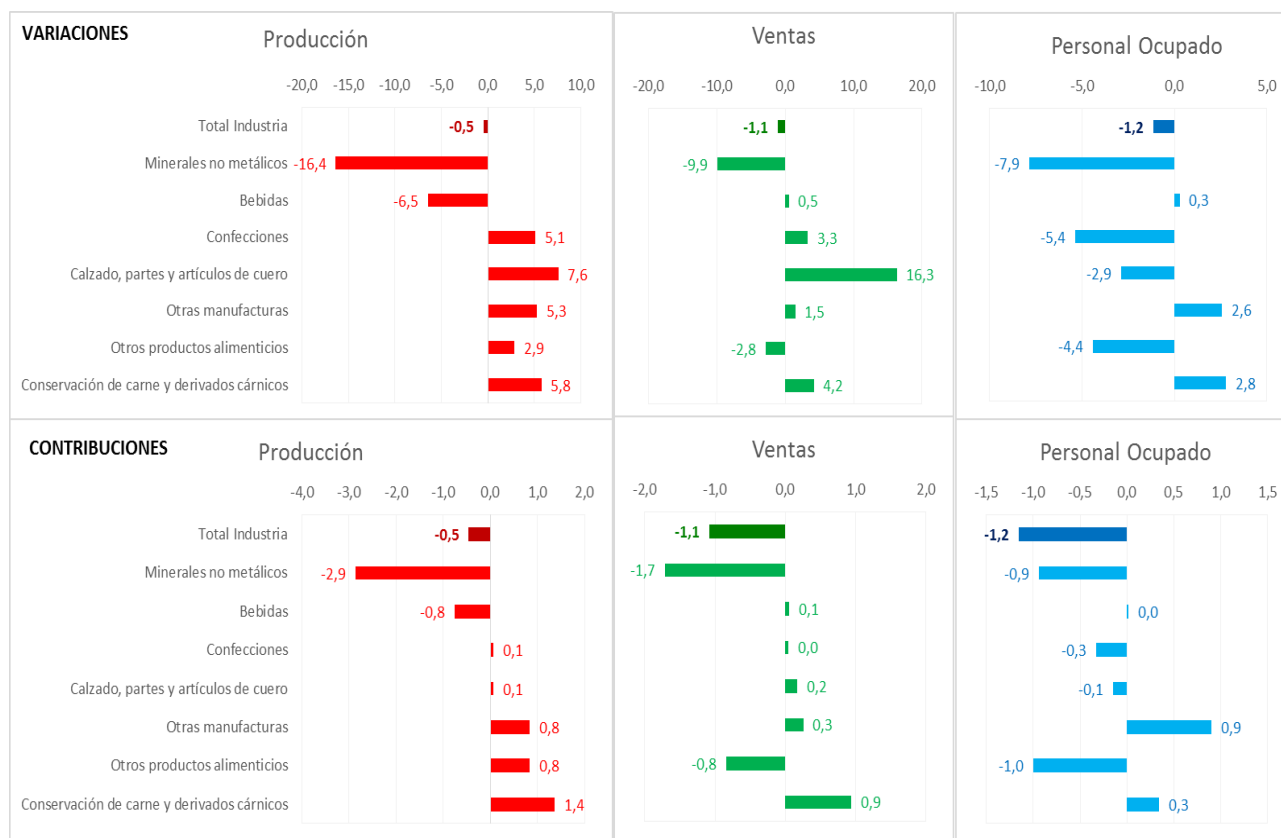 VARIACIONES
Producción
-20,0 -15,0 -10,0 -5,0 0,0 5,0 10,0
Total Industria -0,5
Minerales no metálicos -16,4
Bebidas -6,5
Confecciones 5,1
Calzado, partes y artículos de cuero 7,6
Otras manufacturas 5,3
Otros productos alimenticios 2,9
Conservación de carne y derivados cárnicos 5,8
Ventas
-20,0 -10,0 0,0 10,0 20,0
-1,1
-9,9
0,5
3,3
16,3
1,5
-2,8
4,2
Personal Ocupado
-10,0 -5,0 0,0 5,0
-1,2
-7,9
0,3
-5,4
-2,9
2,6
-4,4
2,8
CONTRIBUCIONES
Producción
-4,0 -3,0 -2,0 -1,0 0,0 1,0 2,0
Total Industria -0,5
Minerales no metálicos -2,9
Bebidas -0,8
Confecciones 0,1
Calzado, partes y artículos de cuero 0,1
Otras manufacturas 0,8
Otros productos alimenticios 0,8
Conservación de carne y derivados cárnicos 1,4
Ventas
-2,0 -1,0 0,0 1,0 2,0
-1,1
-1,7
0,1
0,0
0,2
0,3
-0,8
0,9
Personal Ocupado
-1,5 -1,0 -0,5 0,0 0,5 1,0 1,5
-1,2
-0,9
0,0
-0,3
-0,1
0,9
-1,0
0,3